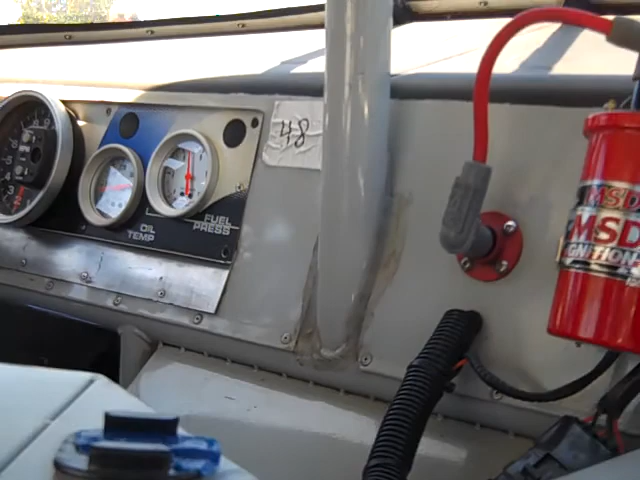 48
OIL
TEMP
FUEL
PRESS
MSD
MSD
IGNITION